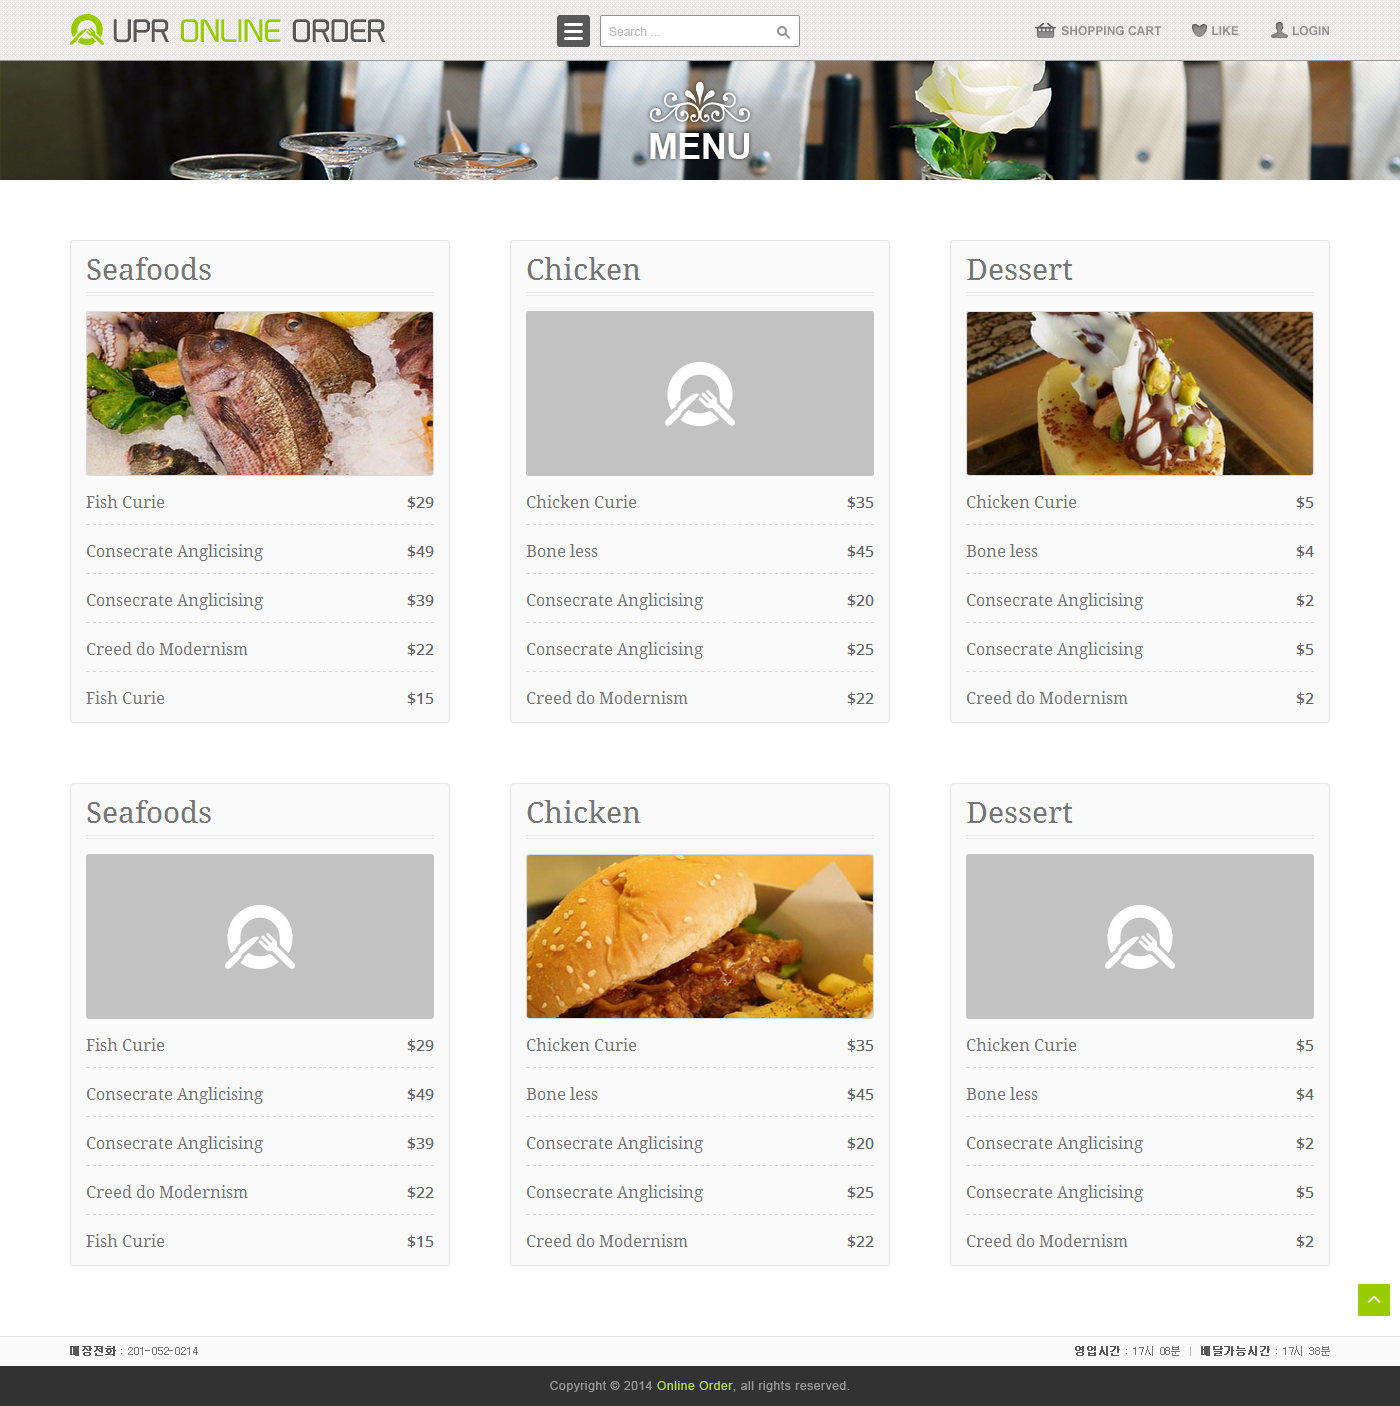 UPR ONLINE ORDER
Search ...
SHOPPING CART
LIKE
LOGIN
MENU
Seafoods
Fish Curie $29
Consecrate Anglicising $49
Consecrate Anglicising $39
Creed do Modernism $22
Fish Curie $15
Chicken
Chicken Curie $35
Bone less $45
Consecrate Anglicising $20
Consecrate Anglicising $25
Creed do Modernism $22
Dessert
Chicken Curie $5
Bone less $4
Consecrate Anglicising $2
Consecrate Anglicising $5
Creed do Modernism $2
Seafoods
Fish Curie $29
Consecrate Anglicising $49
Consecrate Anglicising $39
Creed do Modernism $22
Fish Curie $15
Chicken
Chicken Curie $35
Bone less $45
Consecrate Anglicising $20
Consecrate Anglicising $25
Creed do Modernism $22
Dessert
Chicken Curie $5
Bone less $4
Consecrate Anglicising $2
Consecrate Anglicising $5
Creed do Modernism $2
매장전화 : 201-052-0214
영업시간 : 17시 08분 | 배달가능시간 : 17시 38분
Copyright © 2014 Online Order, all rights reserved.